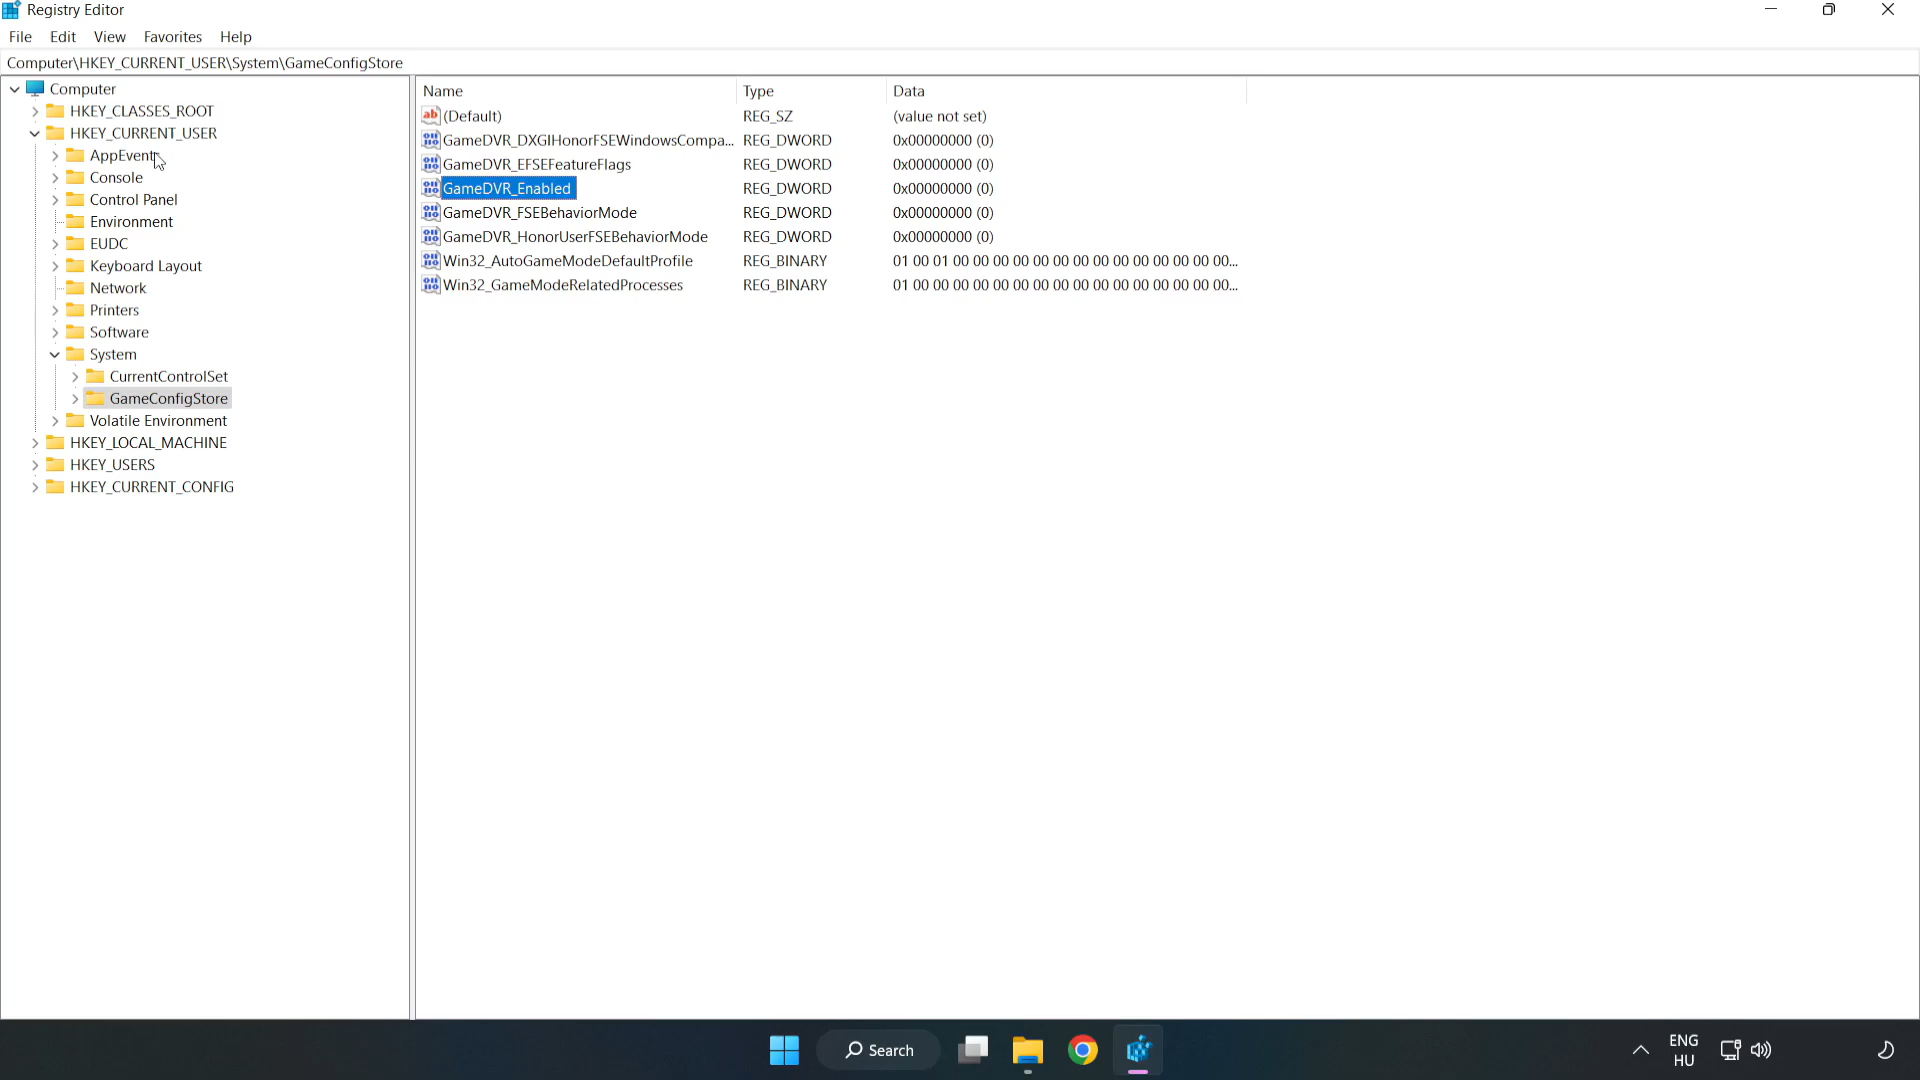 Registry Editor
File Edit View Favorites Help
Computer\HKEY_CURRENT_USER\System\GameConfigStore
Computer
HKEY_CLASSES_ROOT
HKEY_CURRENT_USER
AppEvents
Console
Control Panel
Environment
EUDC
Keyboard Layout
Network
Printers
Software
System
CurrentControlSet
GameConfigStore
Volatile Environment
HKEY_LOCAL_MACHINE
HKEY_USERS
HKEY_CURRENT_CONFIG
Name Type Data
(Default) REG_SZ (value not set)
GameDVR_DXGIHonorFSEWindowsCompa... REG_DWORD 0x00000000 (0)
GameDVR_EFSEFeatureFlags REG_DWORD 0x00000000 (0)
GameDVR_Enabled REG_DWORD 0x00000000 (0)
GameDVR_FSEBehaviorMode REG_DWORD 0x00000000 (0)
GameDVR_HonorUserFSEBehaviorMode REG_DWORD 0x00000000 (0)
Win32_AutoGameModeDefaultProfile REG_BINARY 01 00 01 00 00 00 00 00 00 00 00 00 00 00 00 00 00...
Win32_GameModeRelatedProcesses REG_BINARY 01 00 00 00 00 00 00 00 00 00 00 00 00 00 00 00 00...
Search
ENG
HU